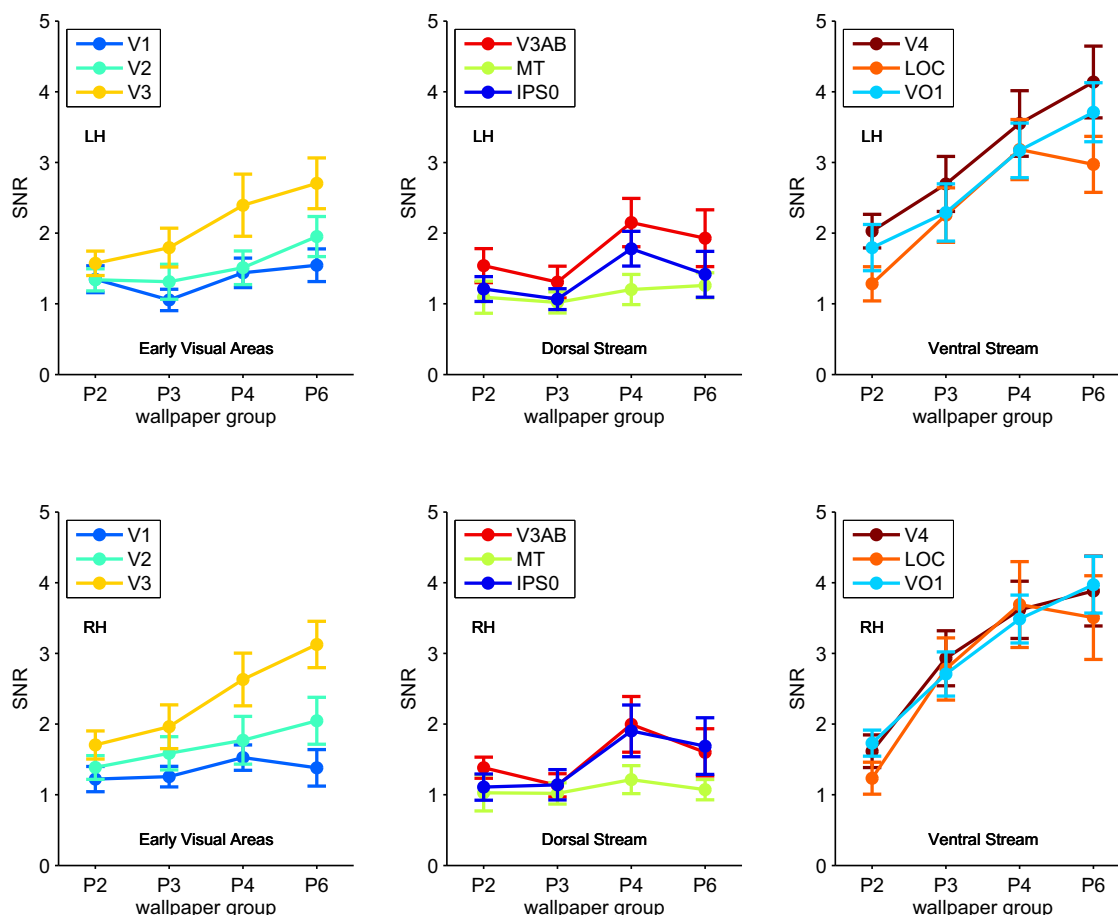 5
4
3
2
1
0
SNR
V1
V2
V3
LH
Early Visual Areas
P2 P3 P4 P6
wallpaper group
5
4
3
2
1
0
SNR
V3AB
MT
IPS0
LH
Dorsal Stream
P2 P3 P4 P6
wallpaper group
5
4
3
2
1
0
SNR
V4
LOC
VO1
LH
Ventral Stream
P2 P3 P4 P6
wallpaper group
5
4
3
2
1
0
SNR
V1
V2
V3
RH
Early Visual Areas
P2 P3 P4 P6
wallpaper group
5
4
3
2
1
0
SNR
V3AB
MT
IPS0
RH
Dorsal Stream
P2 P3 P4 P6
wallpaper group
5
4
3
2
1
0
SNR
V4
LOC
VO1
RH
Ventral Stream
P2 P3 P4 P6
wallpaper group